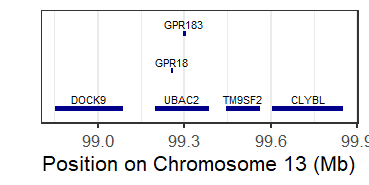 GPR183
GPR18
DOCK9 UBAC2 TM9SF2 CLYBL
99.0 99.3 99.6 99.9
Position on Chromosome 13 (Mb)